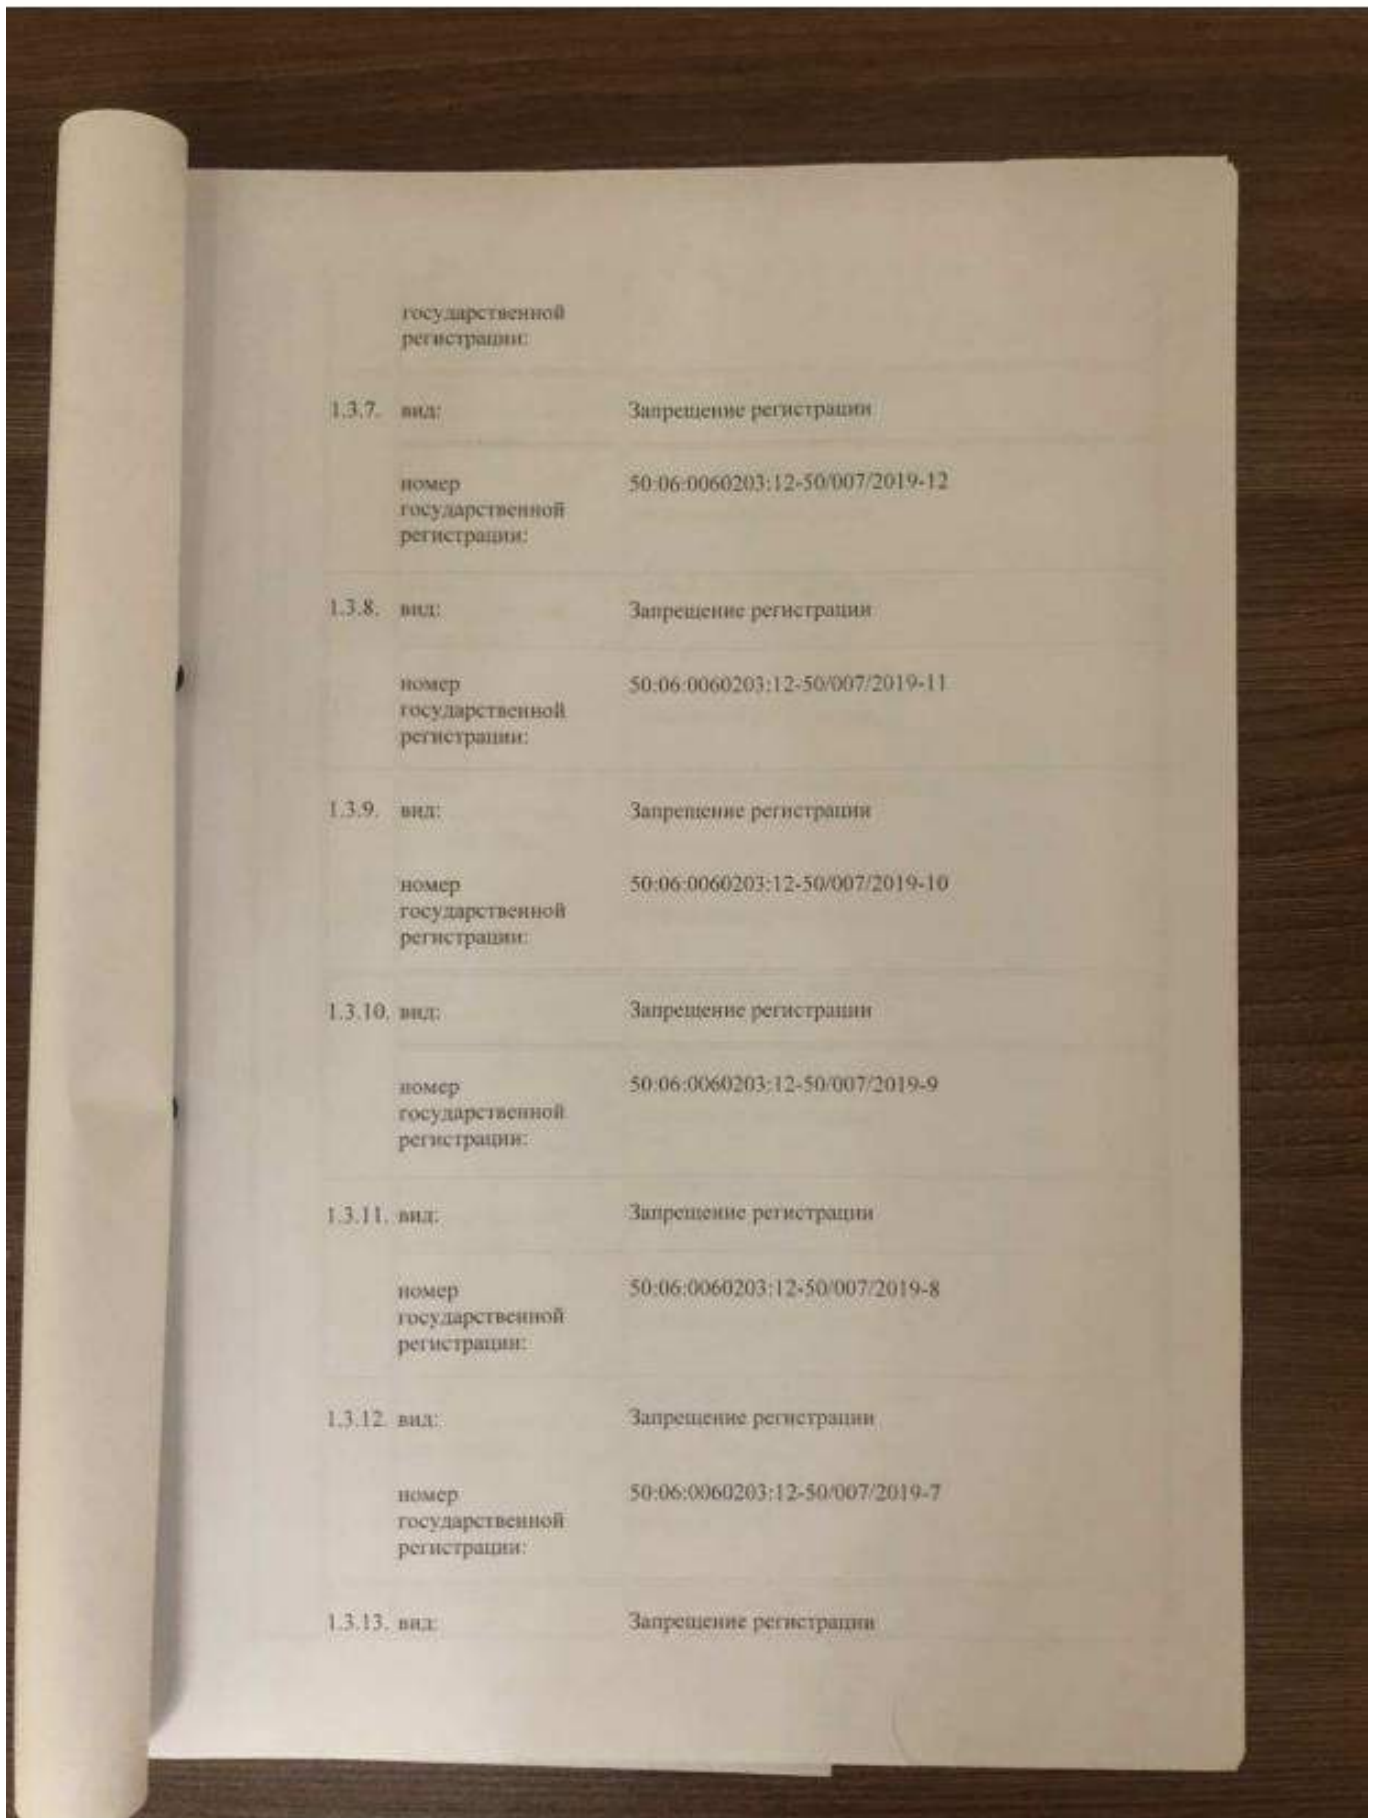 государственной
регистрации:
1.3.7. вид: Запрещение регистрации
номер 50:06:0060203:12-50/007/2019-12
государственной
регистрации:
1.3.8. вид: Запрещение регистрации
номер 50:06:0060203:12-50/007/2019-11
государственной
регистрации:
1.3.9. вид: Запрещение регистрации
номер 50:06:0060203:12-50/007/2019-10
государственной
регистрации:
1.3.10. вид: Запрещение регистрации
номер 50:06:0060203:12-50/007/2019-9
государственной
регистрации:
1.3.11. вид: Запрещение регистрации
номер 50:06:0060203:12-50/007/2019-8
государственной
регистрации:
1.3.12. вид: Запрещение регистрации
номер 50:06:0060203:12-50/007/2019-7
государственной
регистрации:
1.3.13. вид: Запрещение регистрации